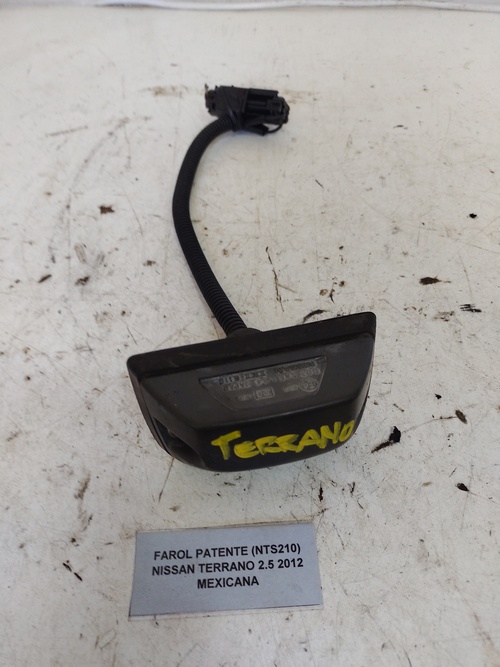 TERRANO
FAROL PATENTE (NTS210)
NISSAN TERRANO 2.5 2012
MEXICANA